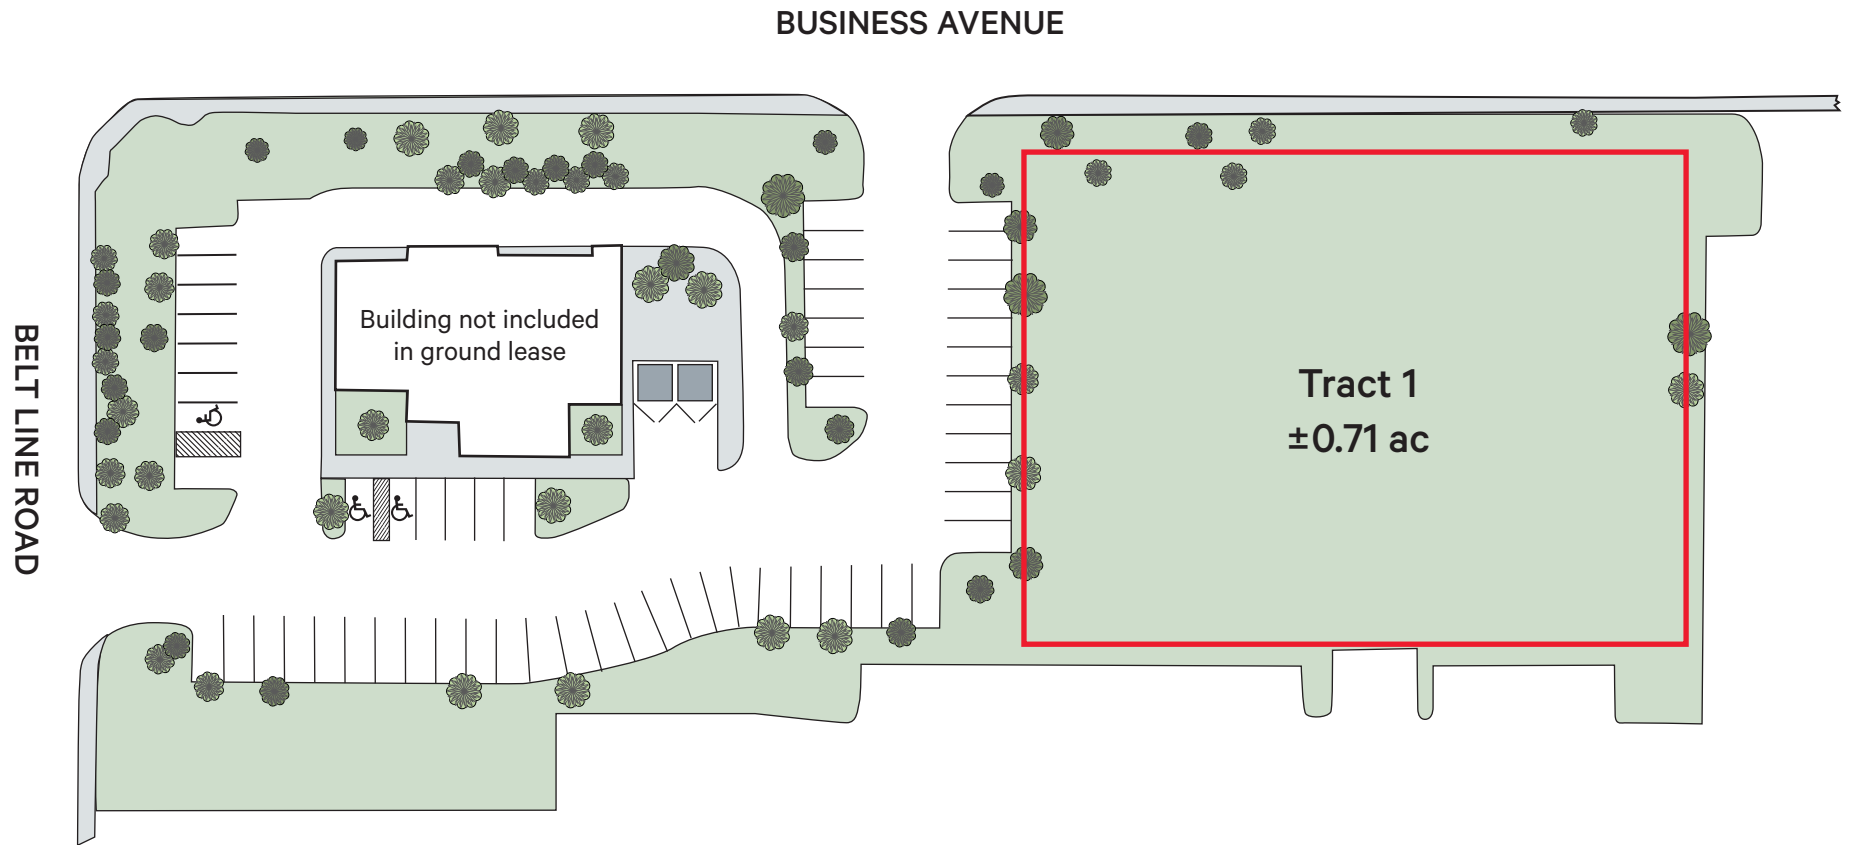 BUSINESS AVENUE
BELT LINE ROAD
Building not included
in ground lease
Tract 1
±0.71 ac